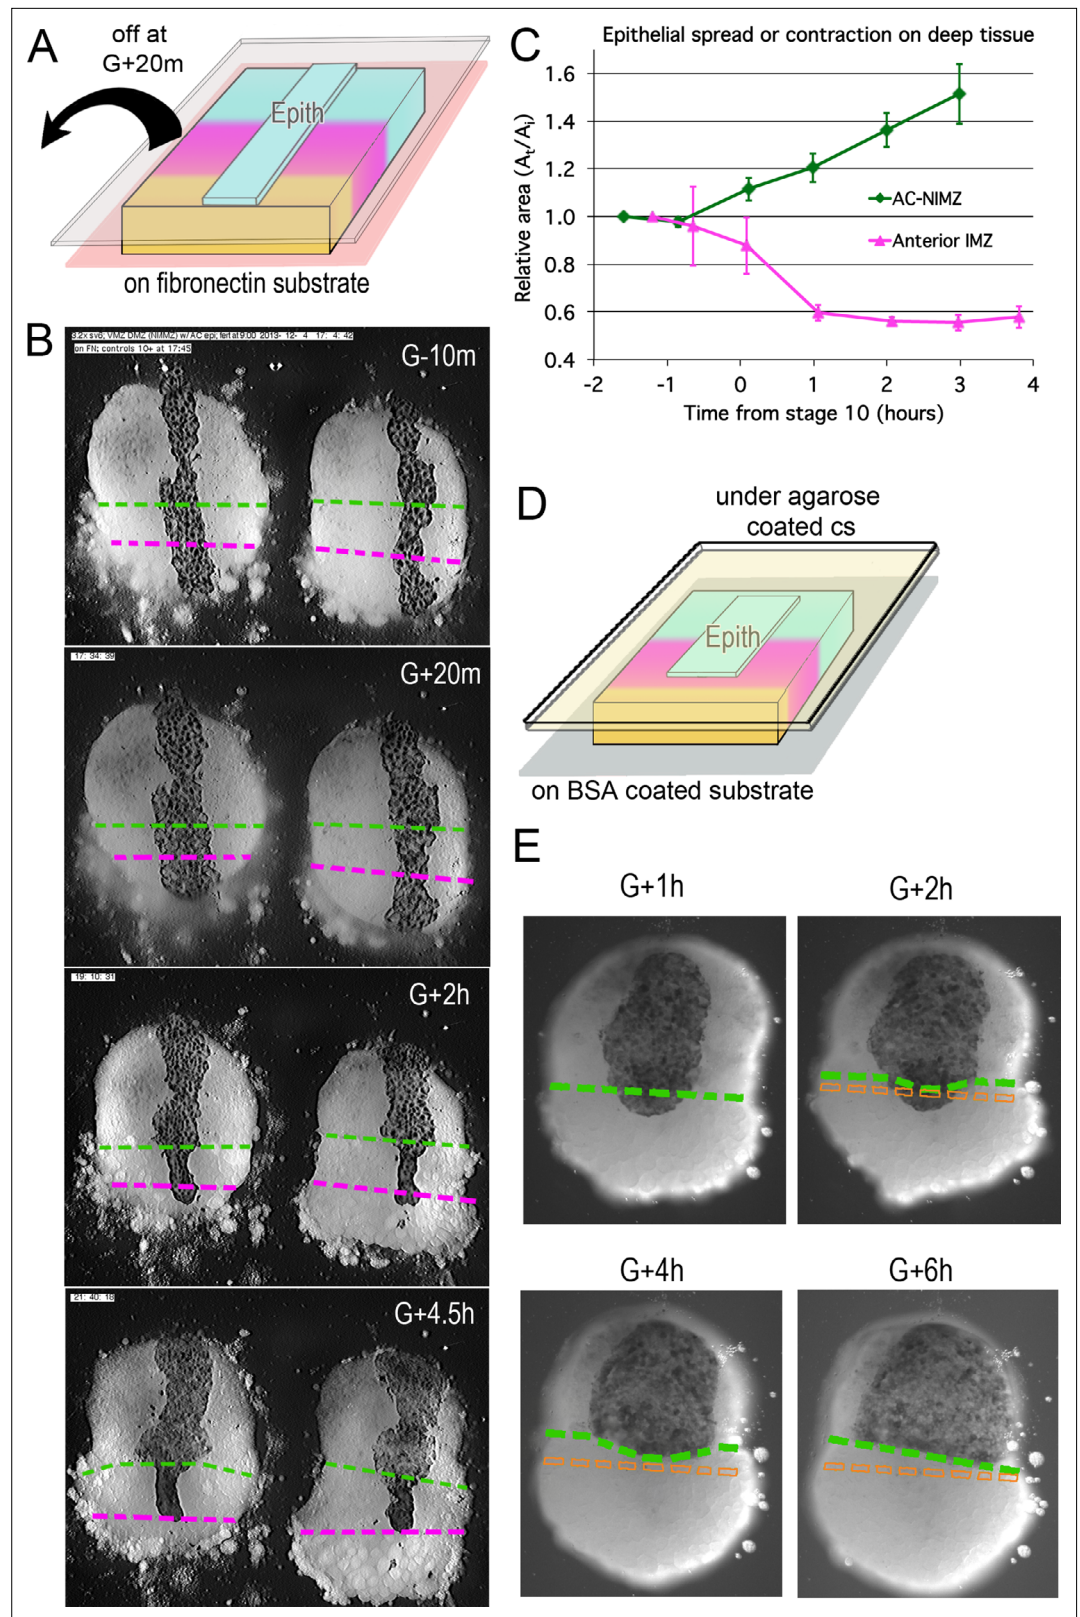 A
off at
G+20m
Epith
on fibronectin substrate
B
on FN; controls 10+ at 17:45
G-10m
17: 34: 39
G+20m
19: 10: 31
G+2h
21: 40: 18
G+4.5h
C
Epithelial spread or contraction on deep tissue
Relative area (At/Ai)
1.6
1.4
1.2
1.0
0.8
0.6
0.4
AC-NIMZ
Anterior IMZ
-2
-1
0
1
2
3
4
Time from stage 10 (hours)
D
under agarose
coated cs
Epith
on BSA coated substrate
E
G+1h
G+2h
G+4h
G+6h